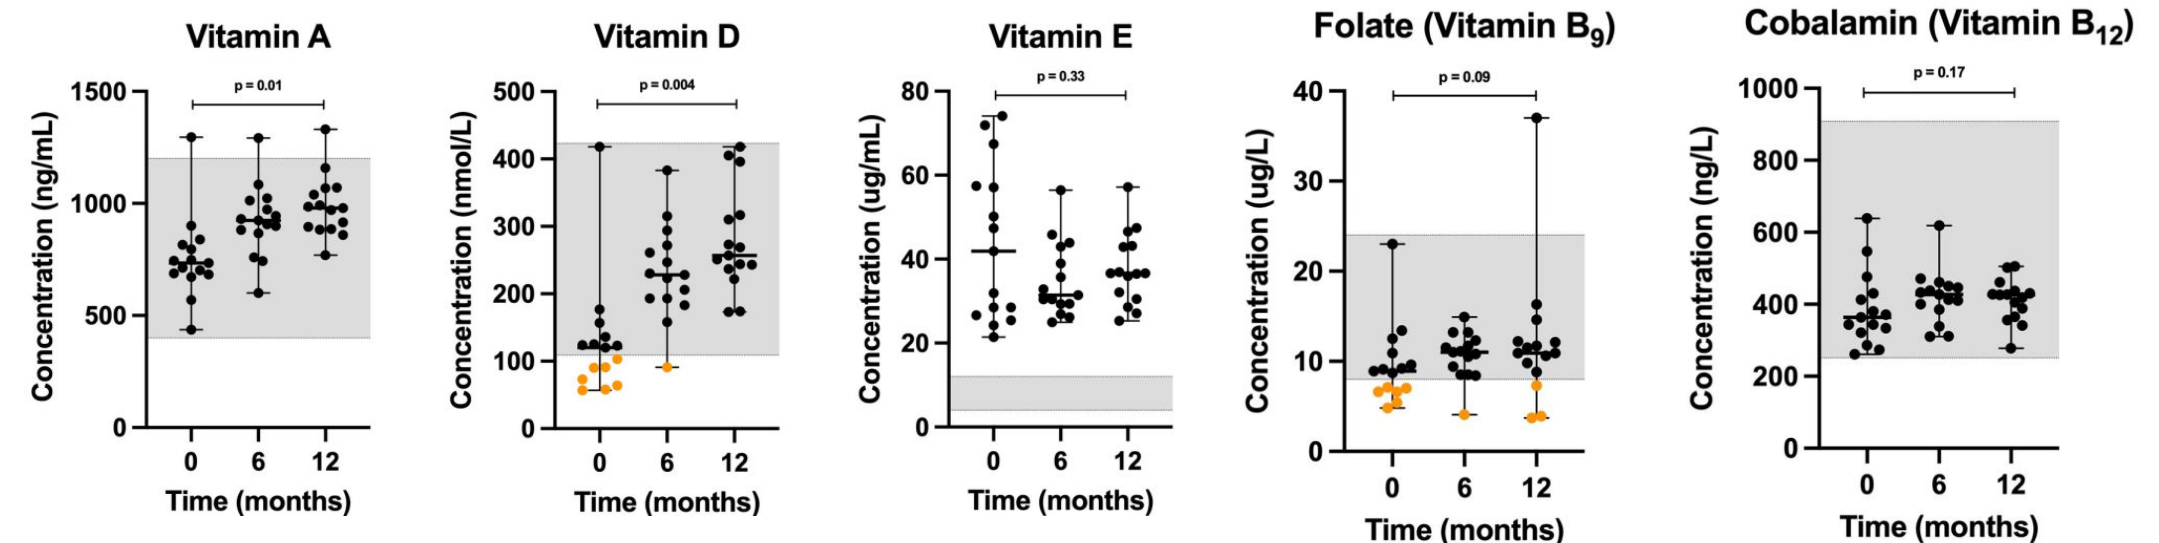 Vitamin A
p = 0.01
Concentration (ng/mL)
1500
1000
500
0
0 6 12
Time (months)
Vitamin D
p = 0.004
Concentration (nmol/L)
500
400
300
200
100
0
0 6 12
Time (months)
Vitamin E
p = 0.33
Concentration (ug/mL)
80
60
40
20
0
0 6 12
Time (months)
Folate (Vitamin B₉)
p = 0.09
Concentration (ug/L)
40
30
20
10
0
0 6 12
Time (months)
Cobalamin (Vitamin B₁₂)
p = 0.17
Concentration (ng/L)
1000
800
600
400
200
0
0 6 12
Time (months)